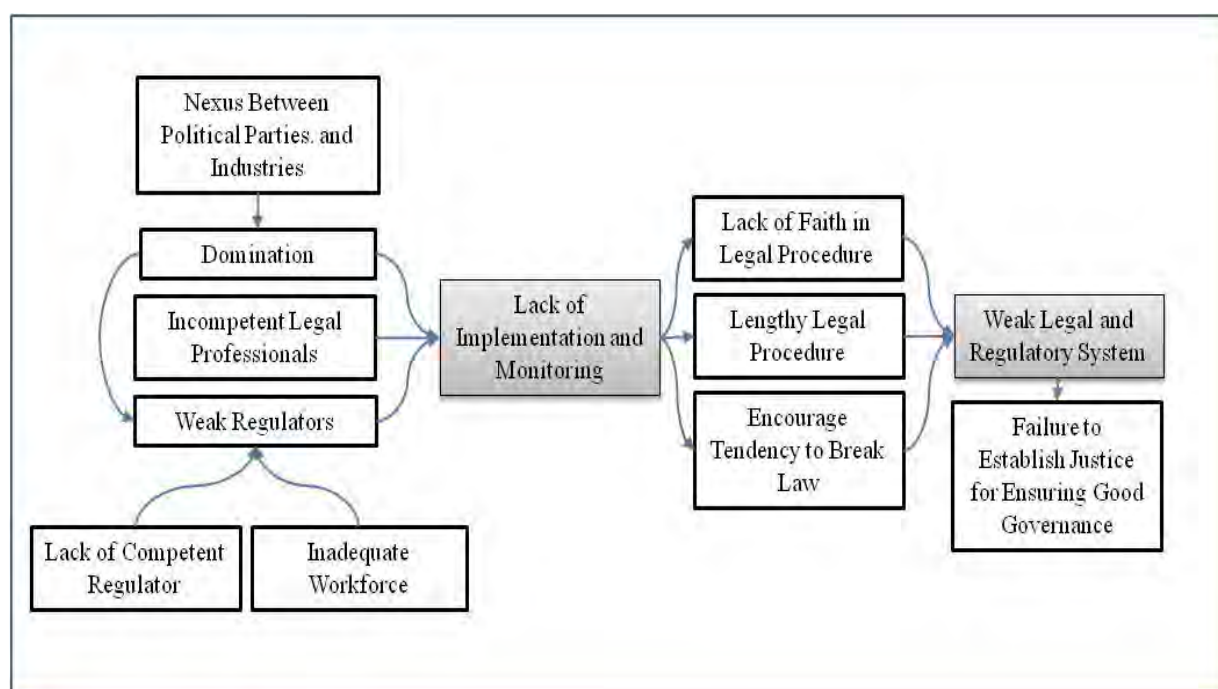 Nexus Between
Political Parties. and
Industries
Domination
Incompetent Legal
Professionals
Weak Regulators
Lack of Competent
Regulator
Inadequate
Workforce
Lack of
Implementation and
Monitoring
Lack of Faith in
Legal Procedure
Lengthy Legal
Procedure
Encourage
Tendency to Break
Law
Weak Legal and
Regulatory System
Failure to
Establish Justice
for Ensuring Good
Governance